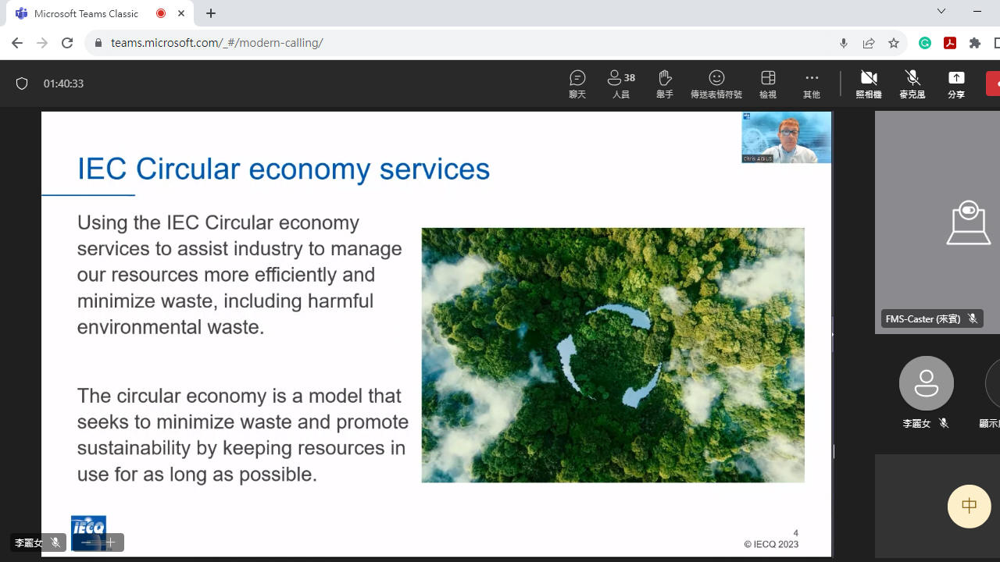 Microsoft Teams Classic
teams.microsoft.com/_#/modern-calling/
01:40:33
38
聊天
人員
舉手
傳送表情符號
檢視
其他
照相機
麥克風
分享
Chris AGIUS
IEC Circular economy services
Using the IEC Circular economy
services to assist industry to manage
our resources more efficiently and
minimize waste, including harmful
environmental waste.
The circular economy is a model that
seeks to minimize waste and promote
sustainability by keeping resources in
use for as long as possible.
IECQ
4
© IECQ 2023
李麗女
FMS-Caster (來賓)
李麗女
顯示
中